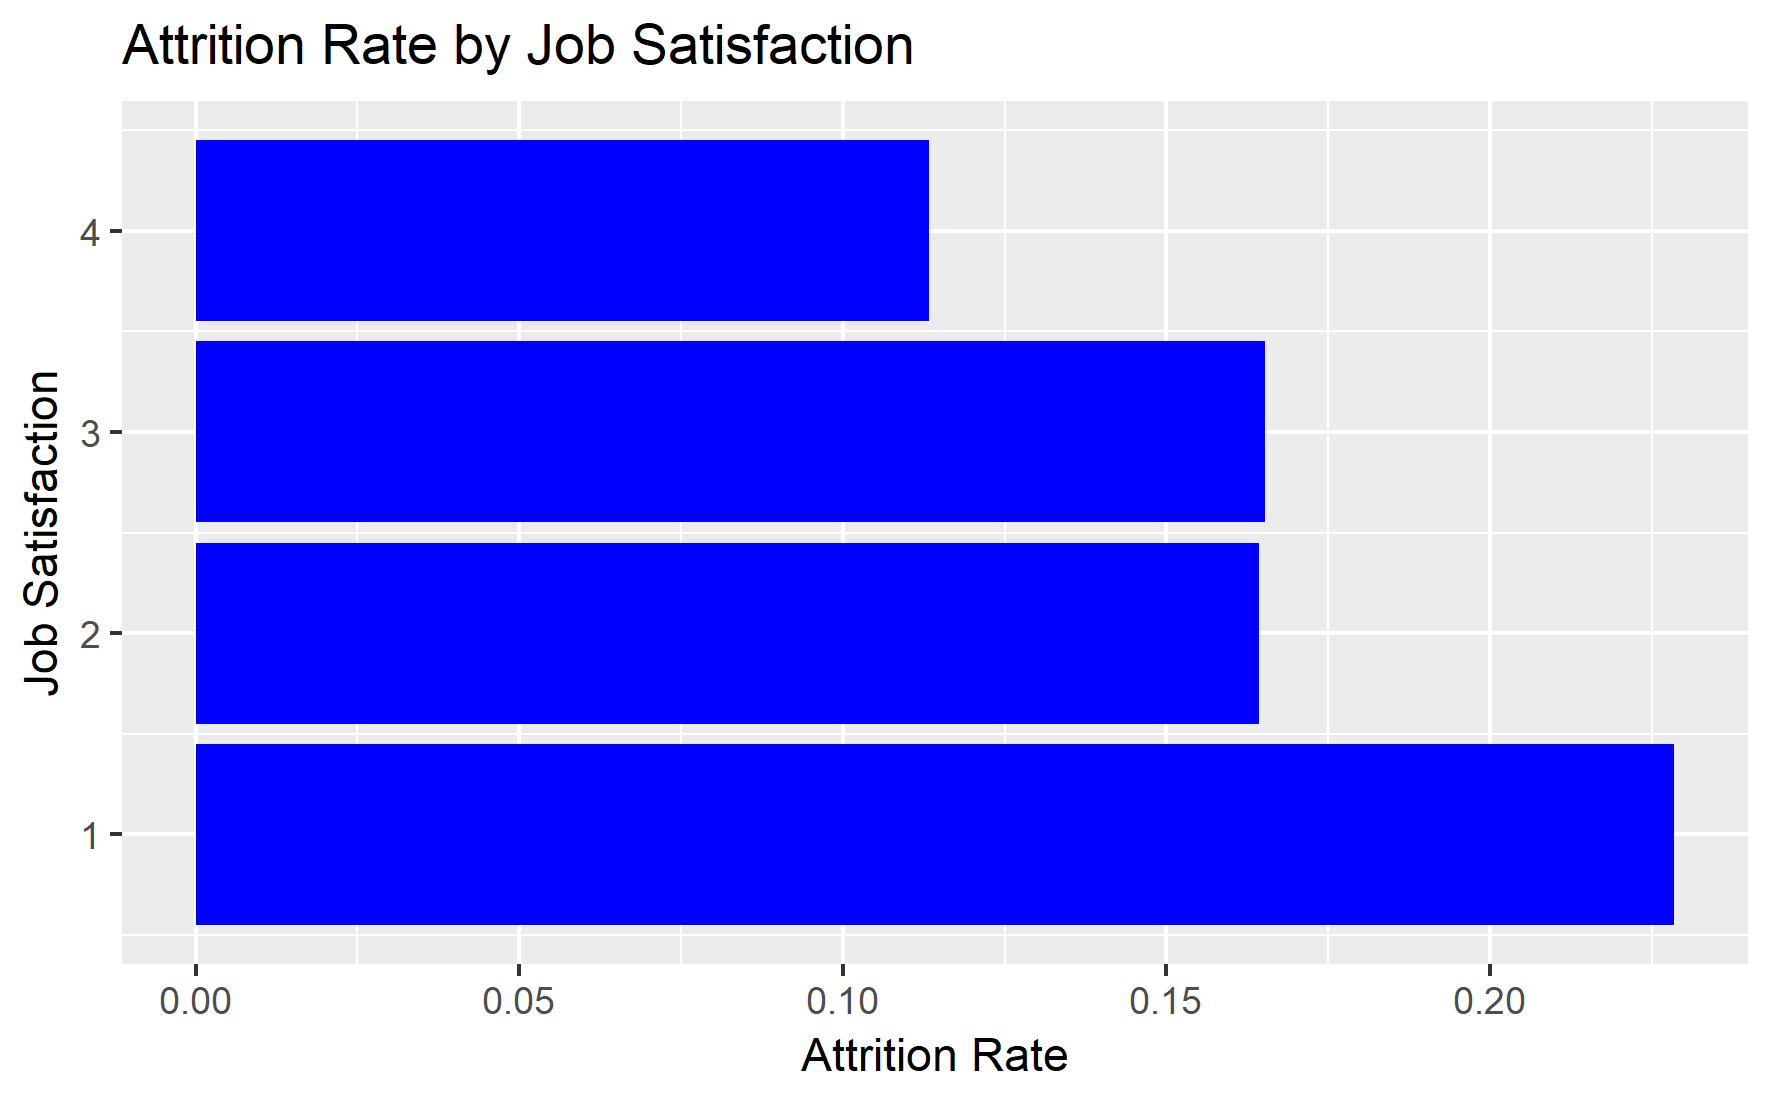 Attrition Rate by Job Satisfaction
Job Satisfaction
4
3
2
1
0.00 0.05 0.10 0.15 0.20
Attrition Rate